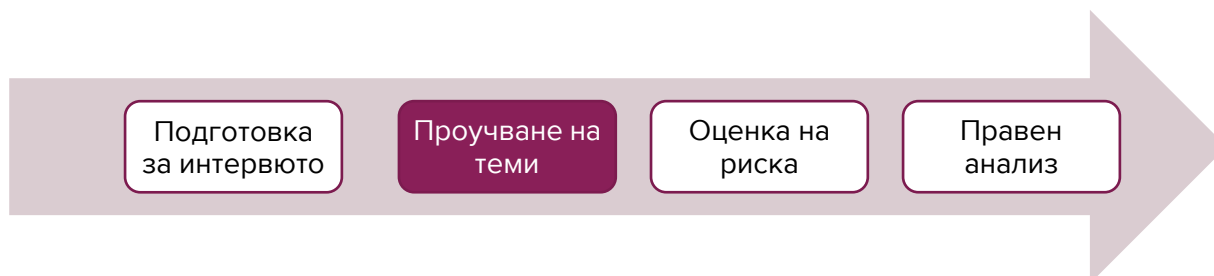 Подготовка
за интервюто
Проучване на
теми
Оценка на
риска
Правен
анализ